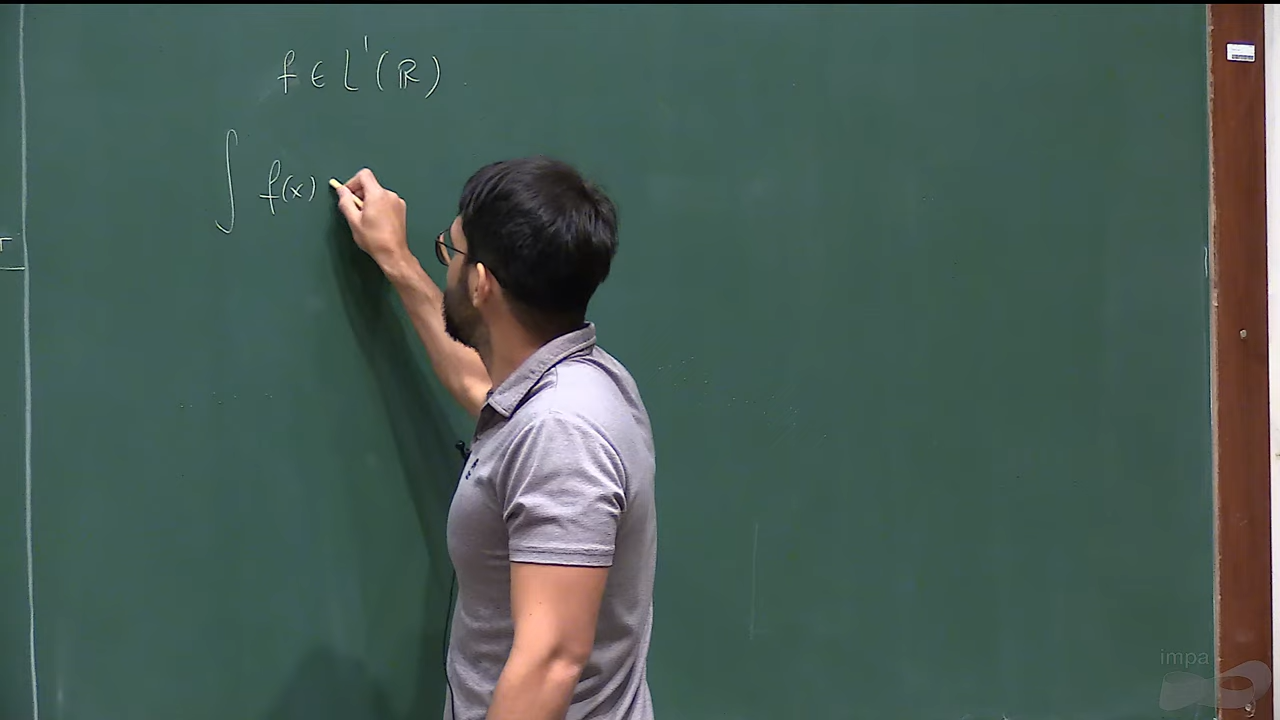 f ∈ L¹(ℝ)
∫ f(x)
impa